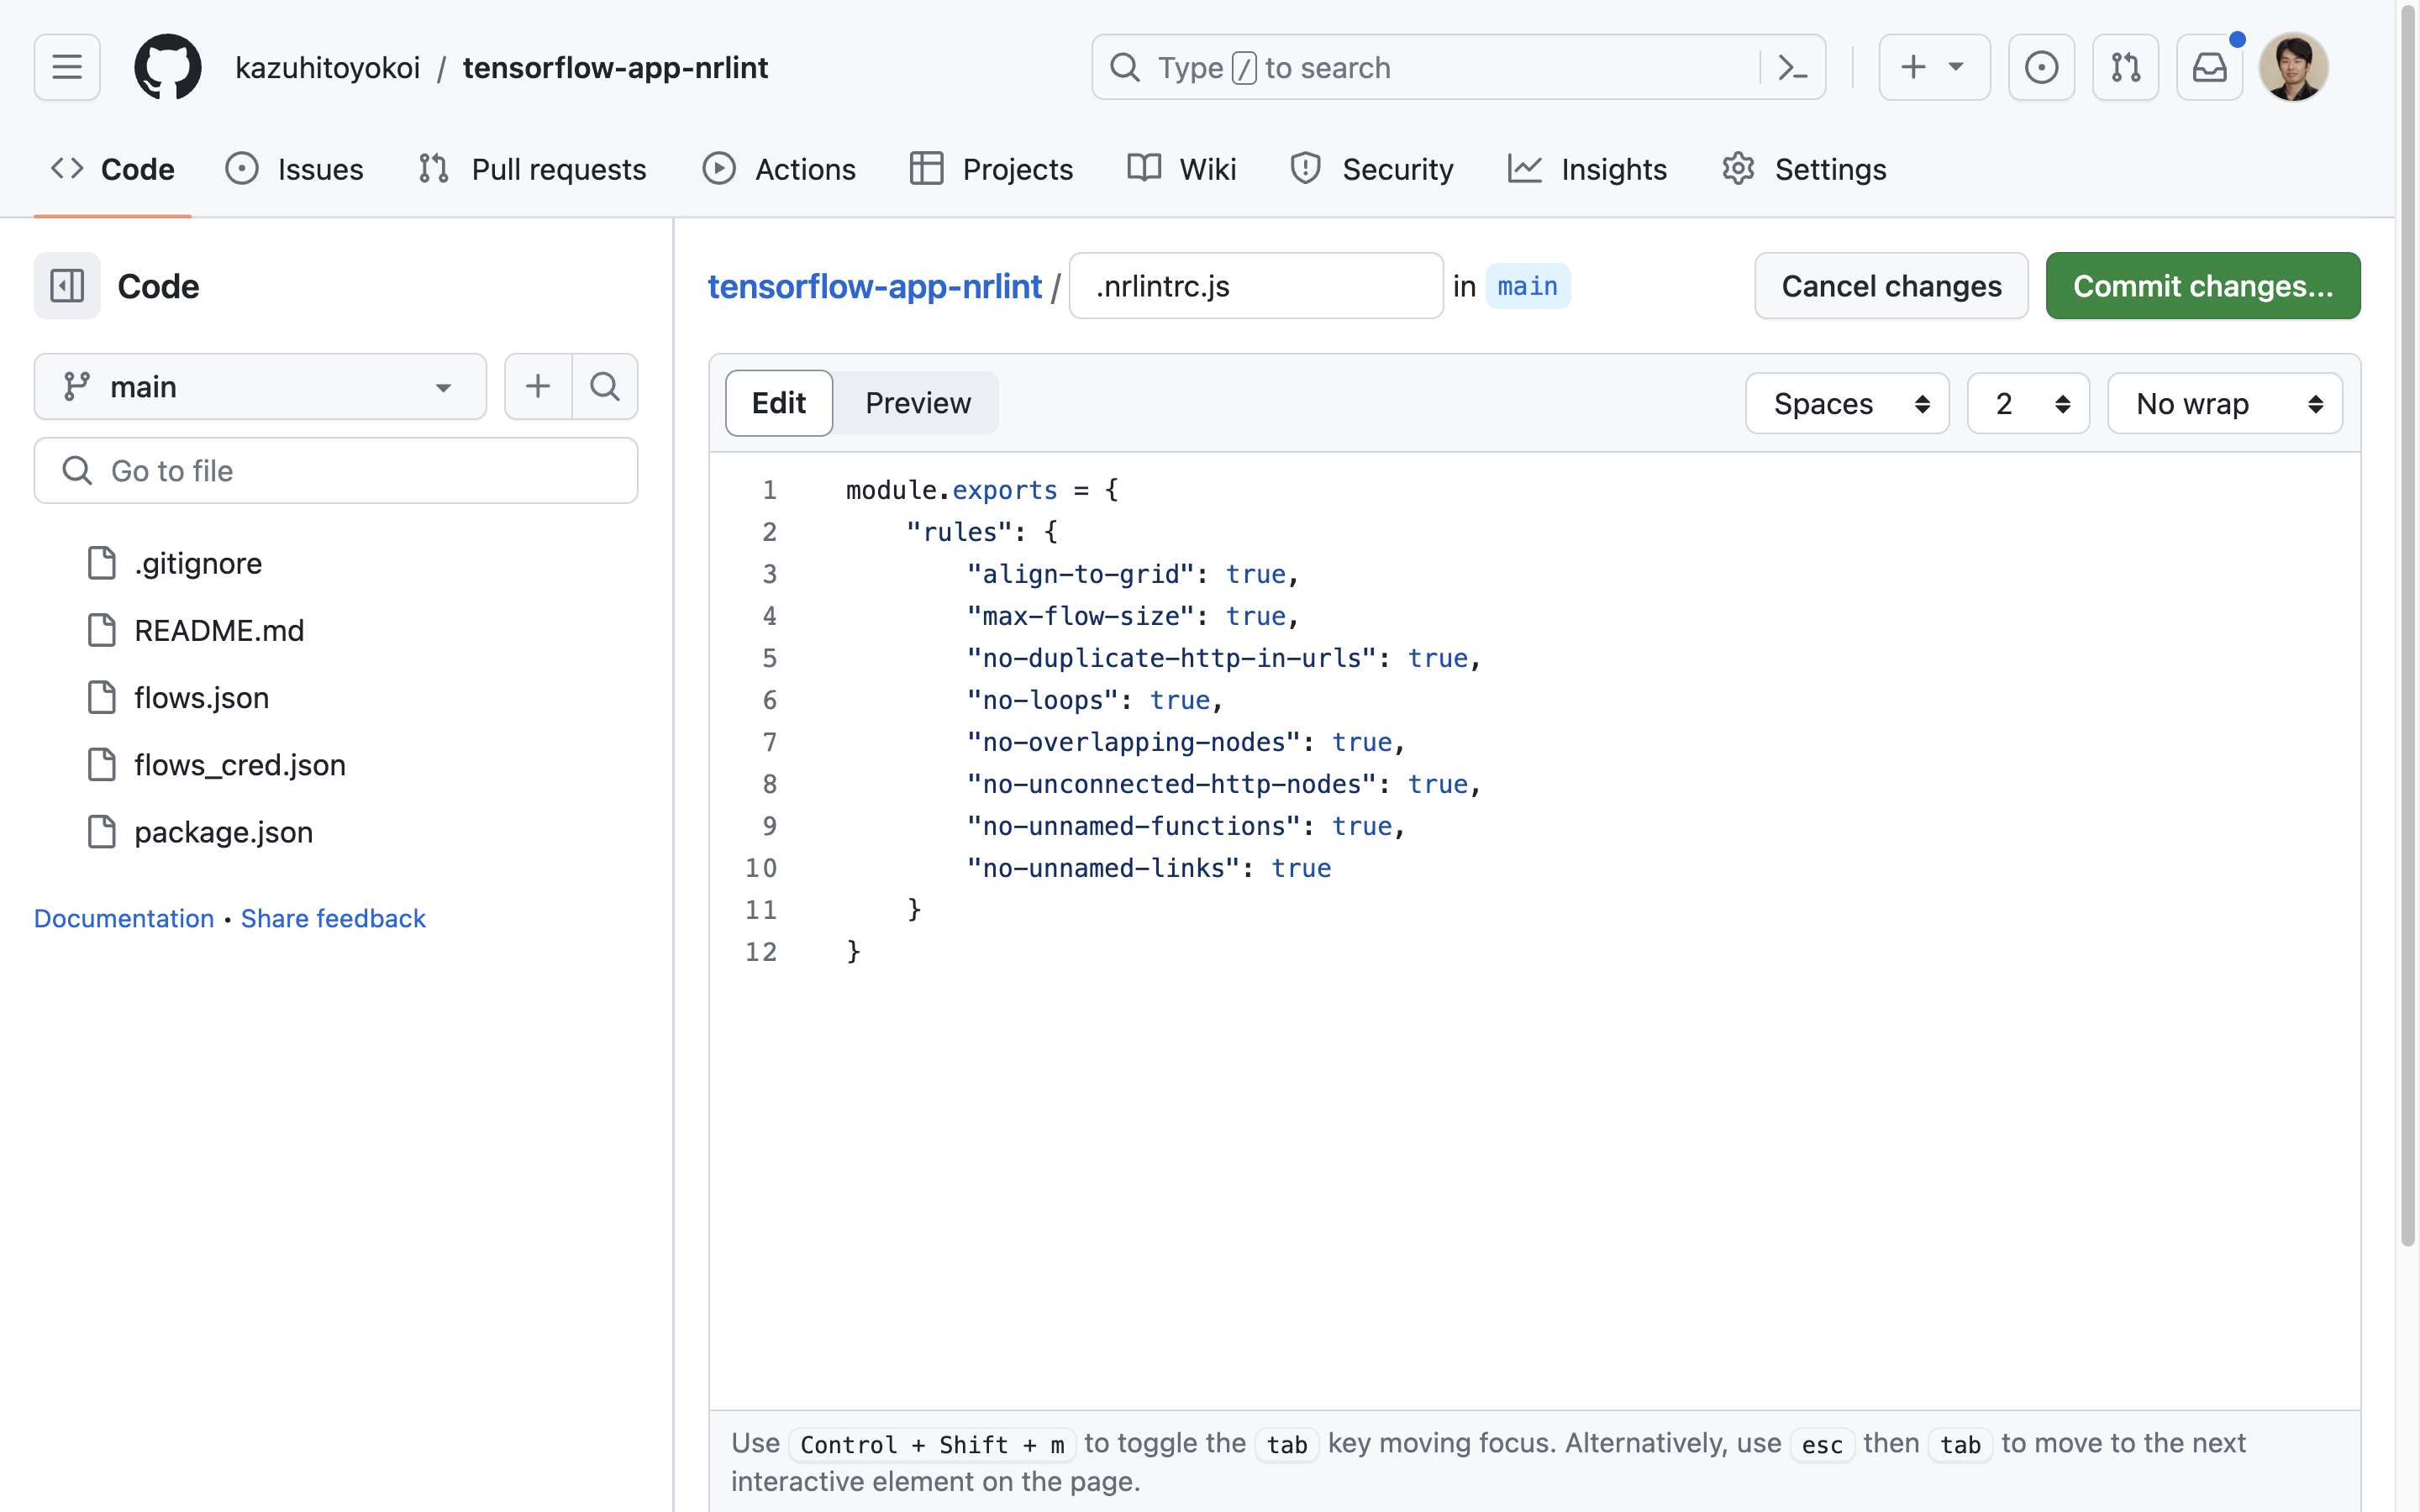 kazuhitoyokoi / tensorflow-app-nrlint
Type / to search
Code Issues Pull requests Actions Projects Wiki Security Insights Settings
Code
main
Go to file
.gitignore
README.md
flows.json
flows_cred.json
package.json
Documentation • Share feedback
tensorflow-app-nrlint / .nrlintrc.js in main
Cancel changes Commit changes...
Edit Preview
Spaces 2 No wrap
1 module.exports = {
2 "rules": {
3 "align-to-grid": true,
4 "max-flow-size": true,
5 "no-duplicate-http-in-urls": true,
6 "no-loops": true,
7 "no-overlapping-nodes": true,
8 "no-unconnected-http-nodes": true,
9 "no-unnamed-functions": true,
10 "no-unnamed-links": true
11 }
12 }
Use Control + Shift + m to toggle the tab key moving focus. Alternatively, use esc then tab to move to the next
interactive element on the page.